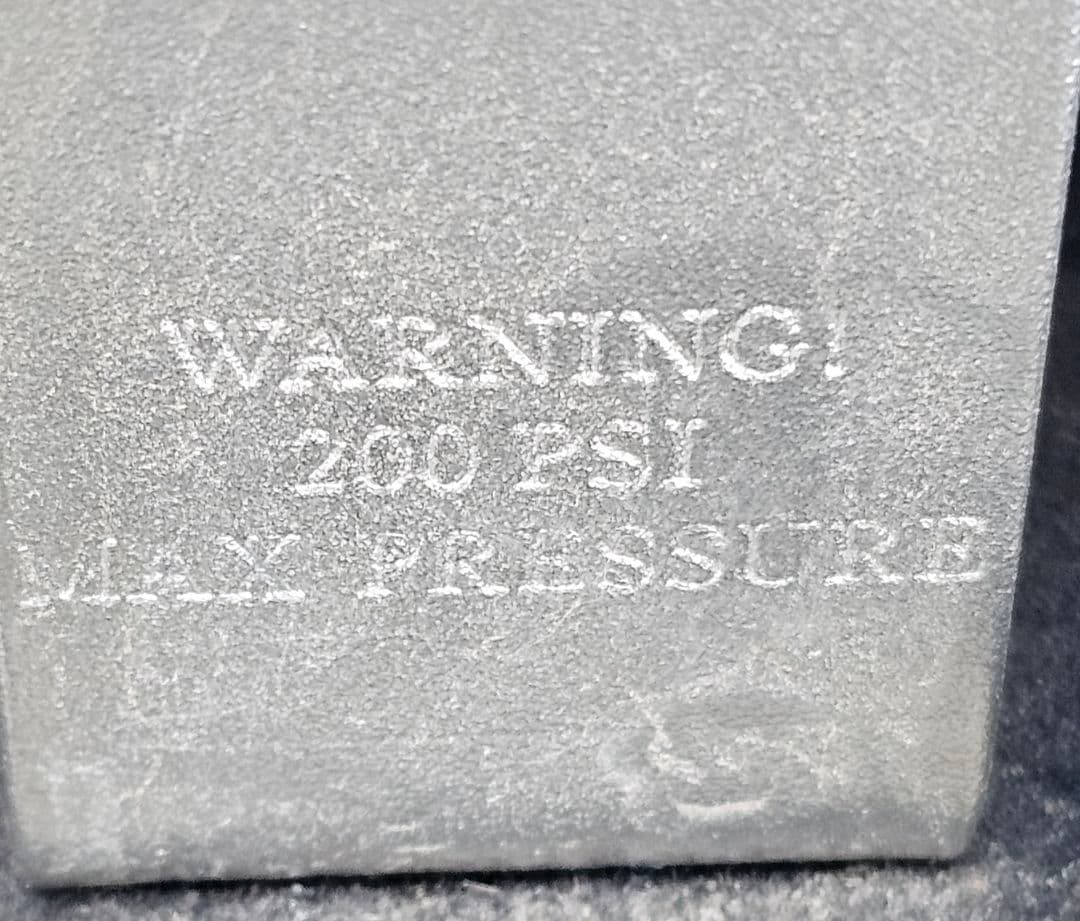 WARNING!
200 PSI
MAX PRESSURE